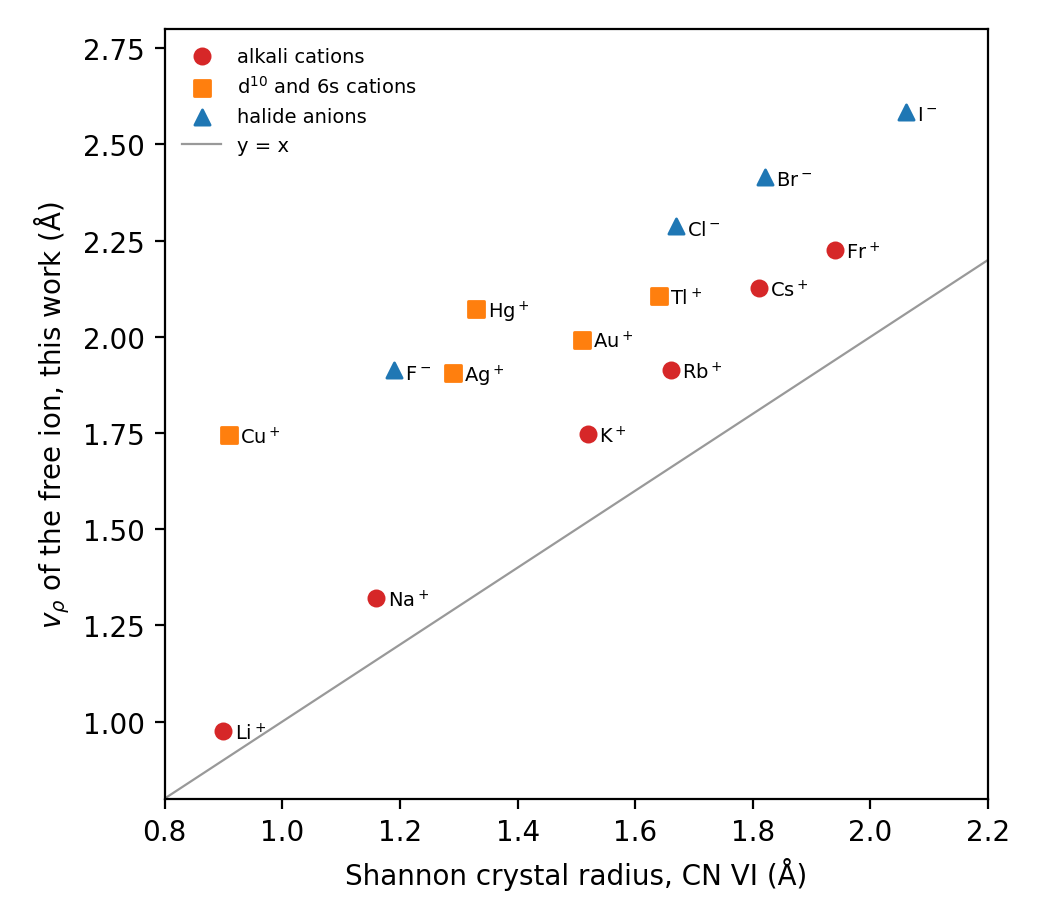 alkali cations
d¹⁰ and 6s cations
halide anions
y = x
2.75
2.50
2.25
2.00
1.75
1.50
1.25
1.00
I⁻
Br⁻
Cl⁻
Fr⁺
Cs⁺
Tl⁺
Hg⁺
Au⁺
Rb⁺
F⁻
Ag⁺
Cu⁺
K⁺
Na⁺
Li⁺
0.8 1.0 1.2 1.4 1.6 1.8 2.0 2.2
Shannon crystal radius, CN VI (Å)
vᵨ of the free ion, this work (Å)